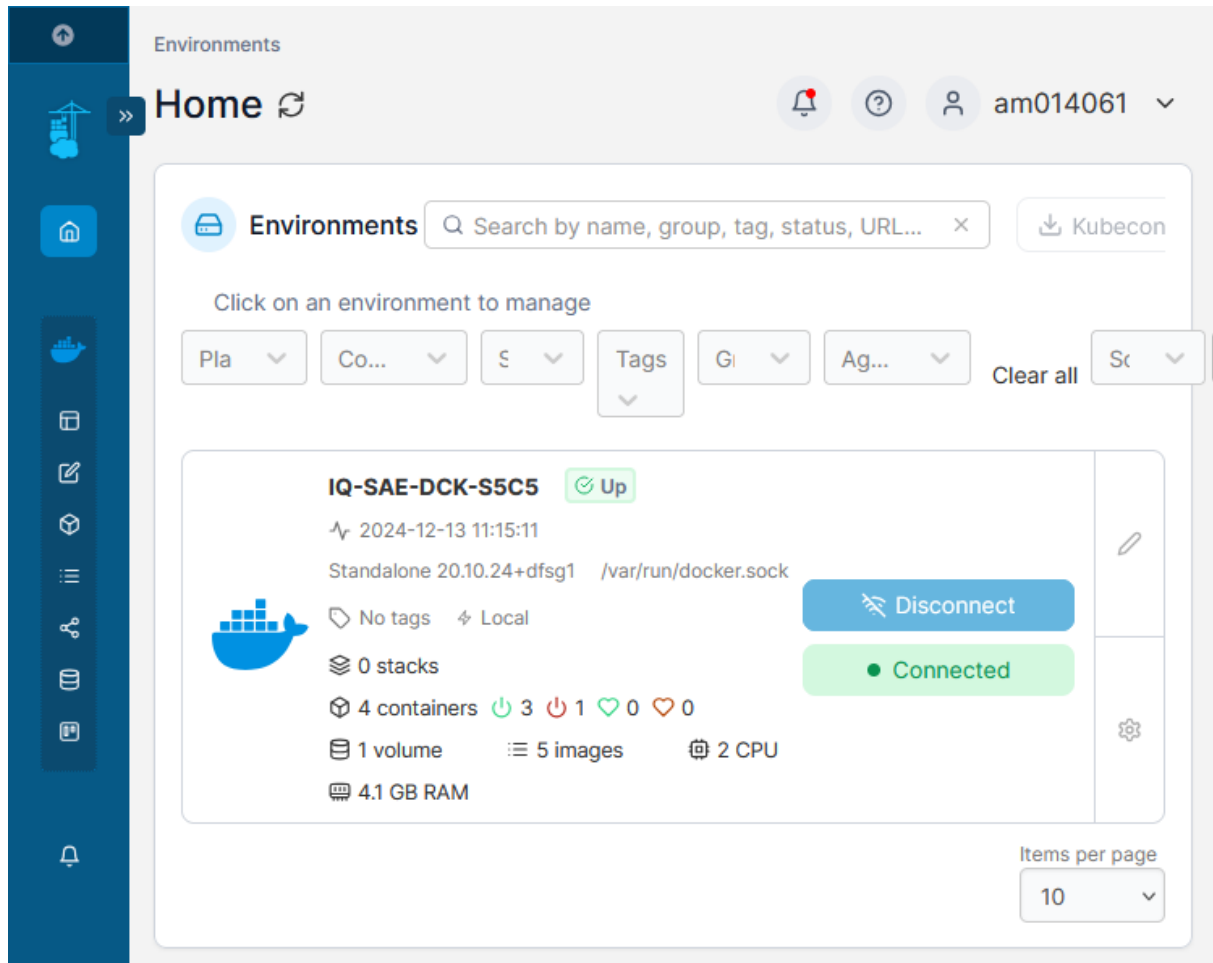 Environments
Home
am014061
Environments
Search by name, group, tag, status, URL...
Kubecon
Click on an environment to manage
Pla
Co...
S
Tags
Gr
Ag...
Clear all
So
IQ-SAE-DCK-S5C5
Up
2024-12-13 11:15:11
Standalone 20.10.24+dfsg1 /var/run/docker.sock
Disconnect
No tags
Local
0 stacks
Connected
4 containers 3 1 0 0
1 volume
5 images
2 CPU
4.1 GB RAM
Items per page
10